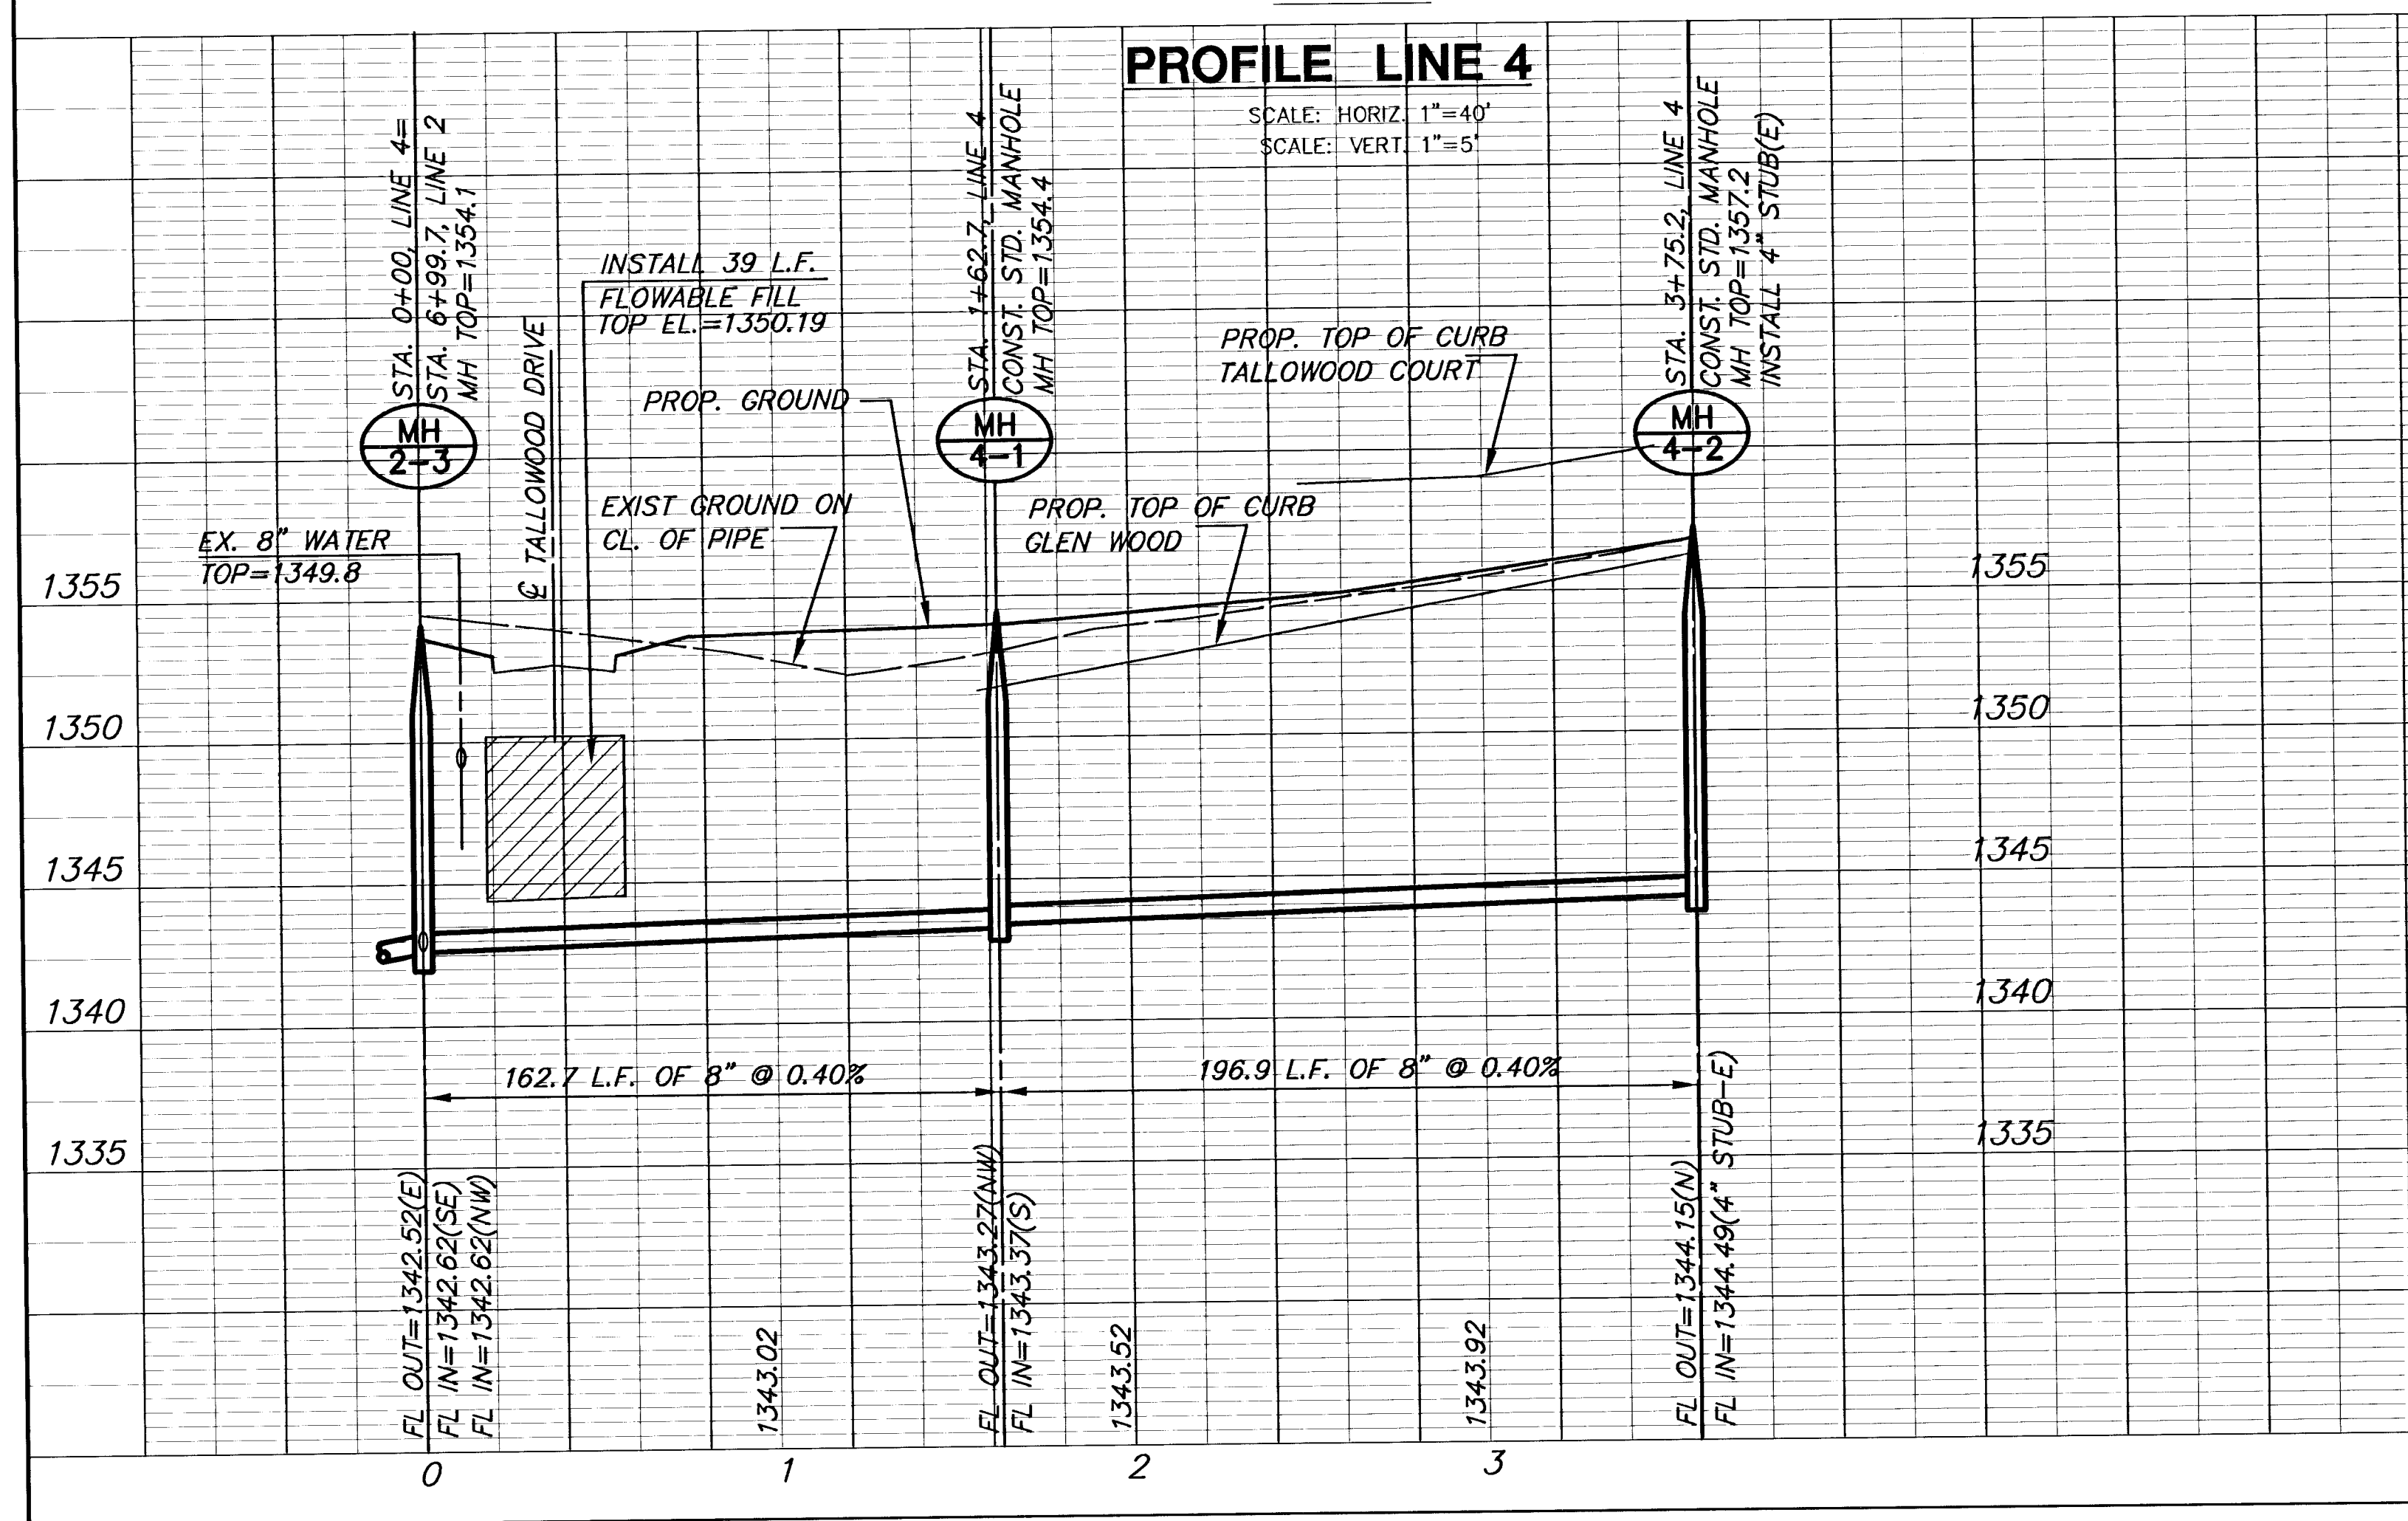 PROFILE LINE 4
SCALE: HORIZ. 1"=40'
SCALE: VERT. 1"=5'
STA. 0+00, LINE 4=
STA. 6+99.7, LINE 2
MH TOP=1354.1
MH
2-3
℄ TALLOWOOD DRIVE
INSTALL 39 L.F.
FLOWABLE FILL
TOP EL.=1350.19
PROP. GROUND
EXIST GROUND ON
CL. OF PIPE
EX. 8" WATER
TOP=1349.8
STA. 1+62.7, LINE 4
CONST. STD. MANHOLE
MH TOP=1354.4
MH
4-1
PROP. TOP OF CURB
TALLOWOOD COURT
PROP. TOP OF CURB
GLEN WOOD
STA. 3+75.2, LINE 4
CONST. STD. MANHOLE
MH TOP=1357.2
INSTALL 4" STUB(E)
MH
4-2
1355
1350
1345
1340
1335
1355
1350
1345
1340
1335
162.7 L.F. OF 8" @ 0.40%
196.9 L.F. OF 8" @ 0.40%
FL OUT=1342.52(E)
FL IN=1342.62(SE)
FL IN=1342.62(NW)
1343.02
FL OUT=1343.27(NW)
FL IN=1343.37(S)
1343.52
1343.92
FL OUT=1344.15(N)
FL IN=1344.49(4" STUB-E)
0
1
2
3